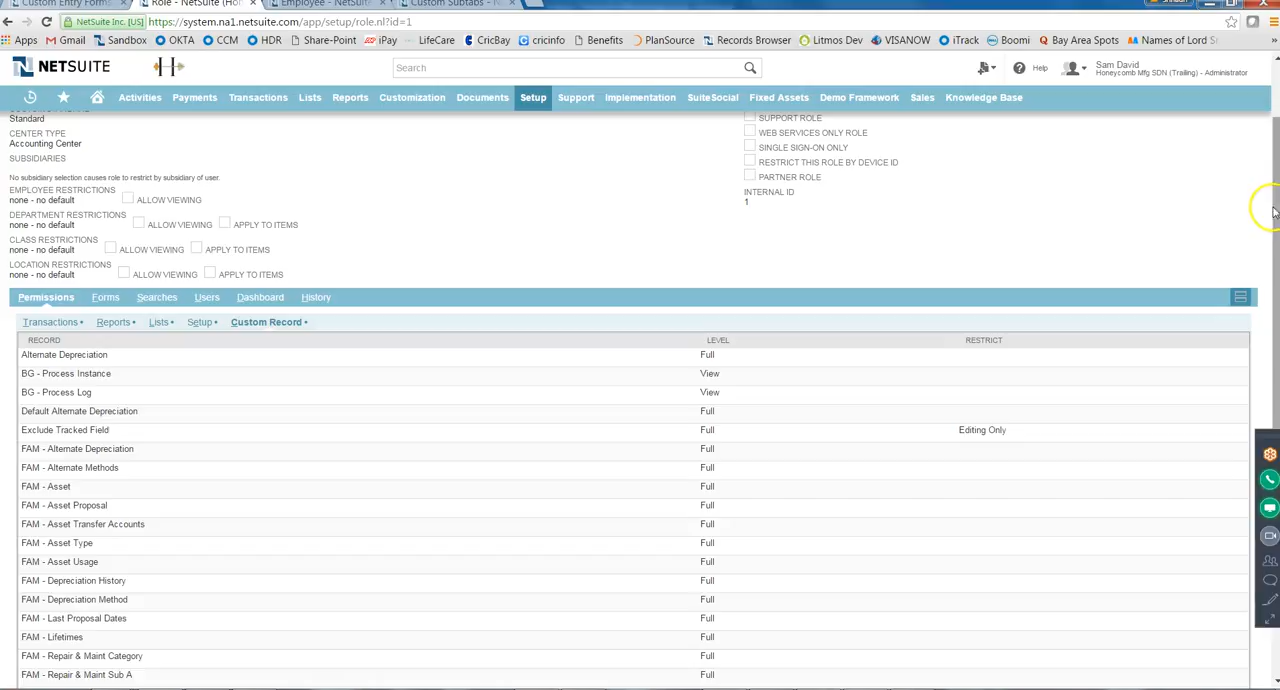 Custom Entry Forms
Role - NetSuite (Hon
Employee - NetSuite
Custom Subtabs
NetSuite Inc. [US] https://system.na1.netsuite.com/app/setup/role.nl?id=1
Apps Gmail Sandbox OKTA CCM HDR Share-Point iPay LifeCare CricBay cricinfo Benefits PlanSource Records Browser Litmos Dev VISANOW iTrack Boomi Bay Area Spots Names of Lord
NETSUITE
Search
Help
Sam David
Honeycomb Mfg SDN (Trailing) - Administrator
Activities Payments Transactions Lists Reports Customization Documents Setup Support Implementation SuiteSocial Fixed Assets Demo Framework Sales Knowledge Base
Standard
CENTER TYPE
Accounting Center
SUBSIDIARIES
No subsidiary selection causes role to restrict by subsidiary of user.
EMPLOYEE RESTRICTIONS
none - no default
ALLOW VIEWING
DEPARTMENT RESTRICTIONS
none - no default
ALLOW VIEWING APPLY TO ITEMS
CLASS RESTRICTIONS
none - no default
ALLOW VIEWING APPLY TO ITEMS
LOCATION RESTRICTIONS
none - no default
ALLOW VIEWING APPLY TO ITEMS
SUPPORT ROLE
WEB SERVICES ONLY ROLE
SINGLE SIGN-ON ONLY
RESTRICT THIS ROLE BY DEVICE ID
PARTNER ROLE
INTERNAL ID
1
Permissions Forms Searches Users Dashboard History
Transactions • Reports • Lists • Setup • Custom Record •
RECORD LEVEL RESTRICT
Alternate Depreciation Full
BG - Process Instance View
BG - Process Log View
Default Alternate Depreciation Full
Exclude Tracked Field Full Editing Only
FAM - Alternate Depreciation Full
FAM - Alternate Methods Full
FAM - Asset Full
FAM - Asset Proposal Full
FAM - Asset Transfer Accounts Full
FAM - Asset Type Full
FAM - Asset Usage Full
FAM - Depreciation History Full
FAM - Depreciation Method Full
FAM - Last Proposal Dates Full
FAM - Lifetimes Full
FAM - Repair & Maint Category Full
FAM - Repair & Maint Sub A Full